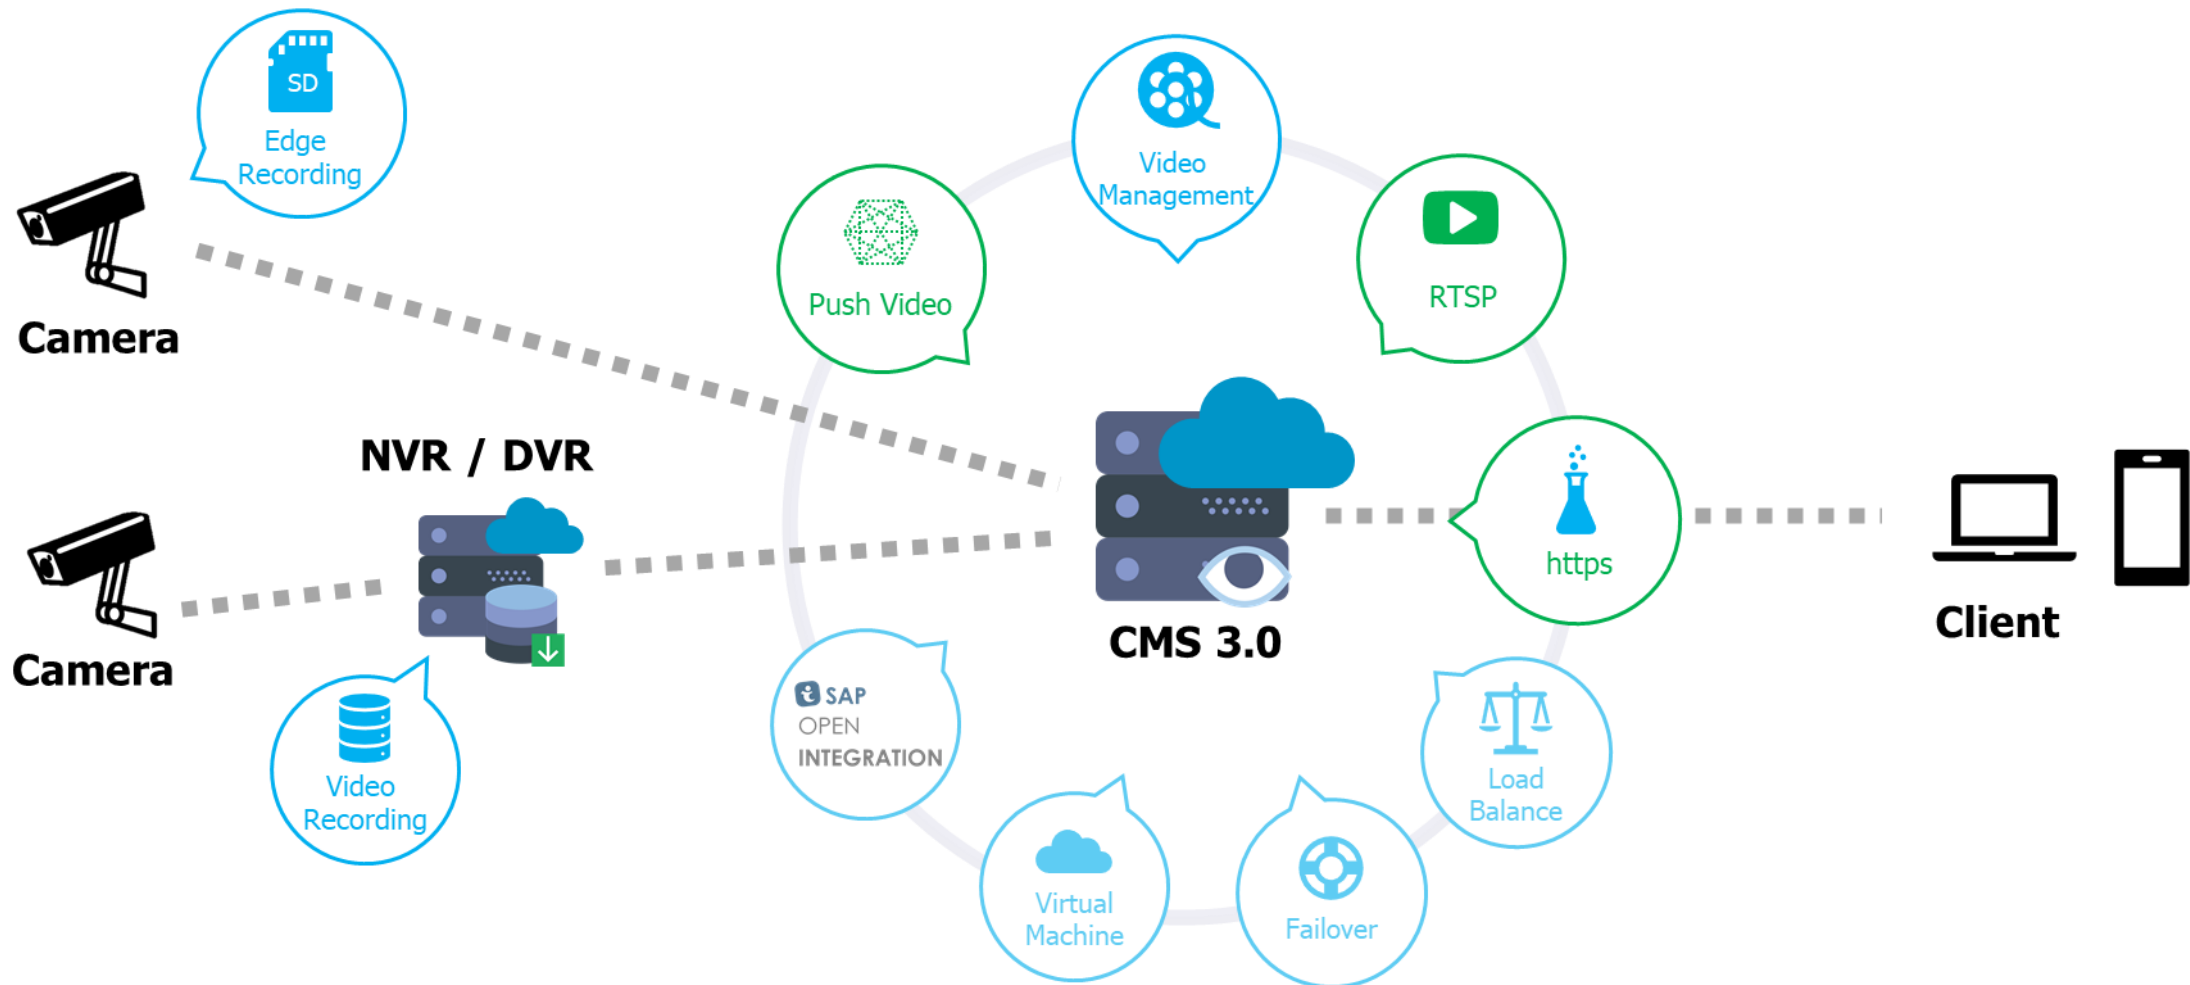 SD
Edge
Recording
Camera
NVR / DVR
Camera
Video
Recording
Push Video
Video
Management
RTSP
CMS 3.0
https
Client
SAP
OPEN
INTEGRATION
Virtual
Machine
Failover
Load
Balance